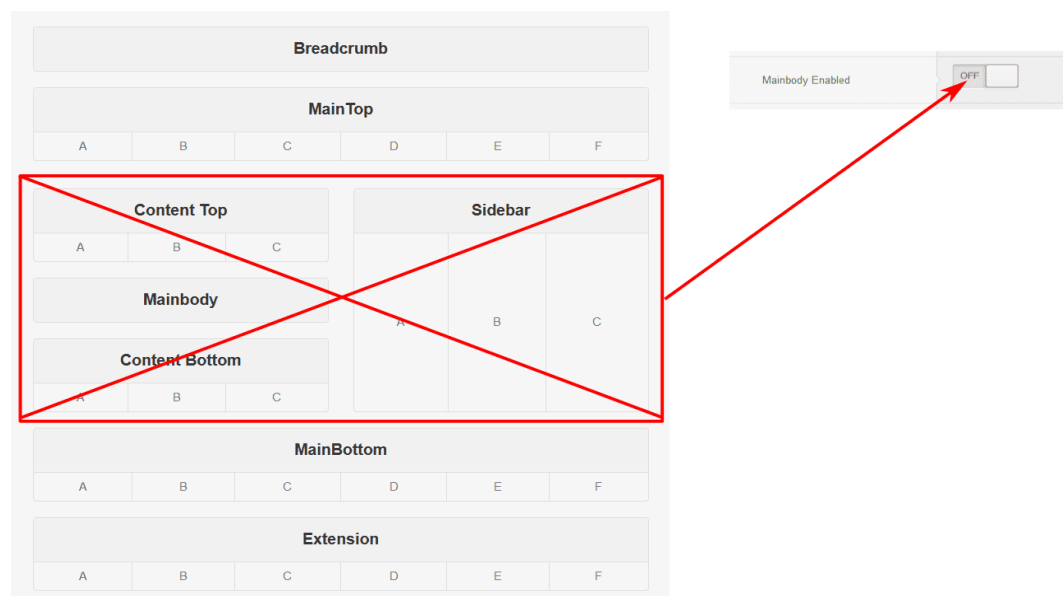 Breadcrumb
MainTop
A B C D E F
Content Top
A B C
Mainbody
Content Bottom
A B C
Sidebar
A B C
MainBottom
A B C D E F
Extension
A B C D E F
Mainbody Enabled
OFF